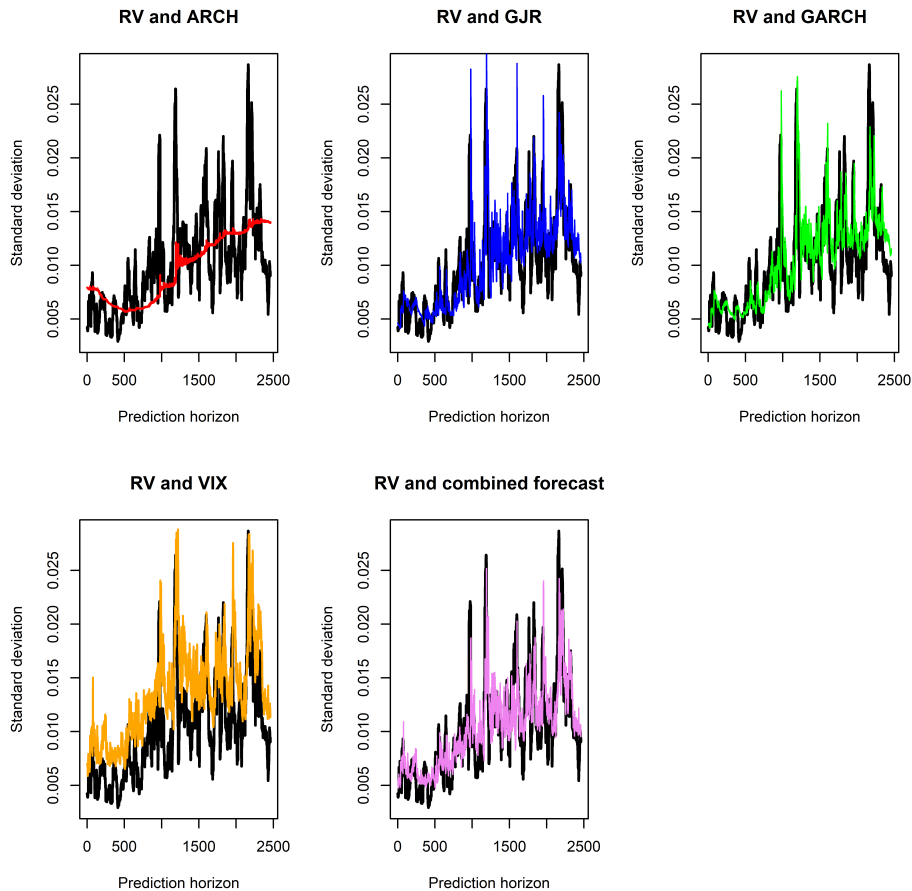 RV and ARCH
Standard deviation
0.005 0.010 0.015 0.020 0.025
0 500 1500 2500
Prediction horizon
RV and GJR
Standard deviation
0.005 0.010 0.015 0.020 0.025
0 500 1500 2500
Prediction horizon
RV and GARCH
Standard deviation
0.005 0.010 0.015 0.020 0.025
0 500 1500 2500
Prediction horizon
RV and VIX
Standard deviation
0.005 0.010 0.015 0.020 0.025
0 500 1500 2500
Prediction horizon
RV and combined forecast
Standard deviation
0.005 0.010 0.015 0.020 0.025
0 500 1500 2500
Prediction horizon